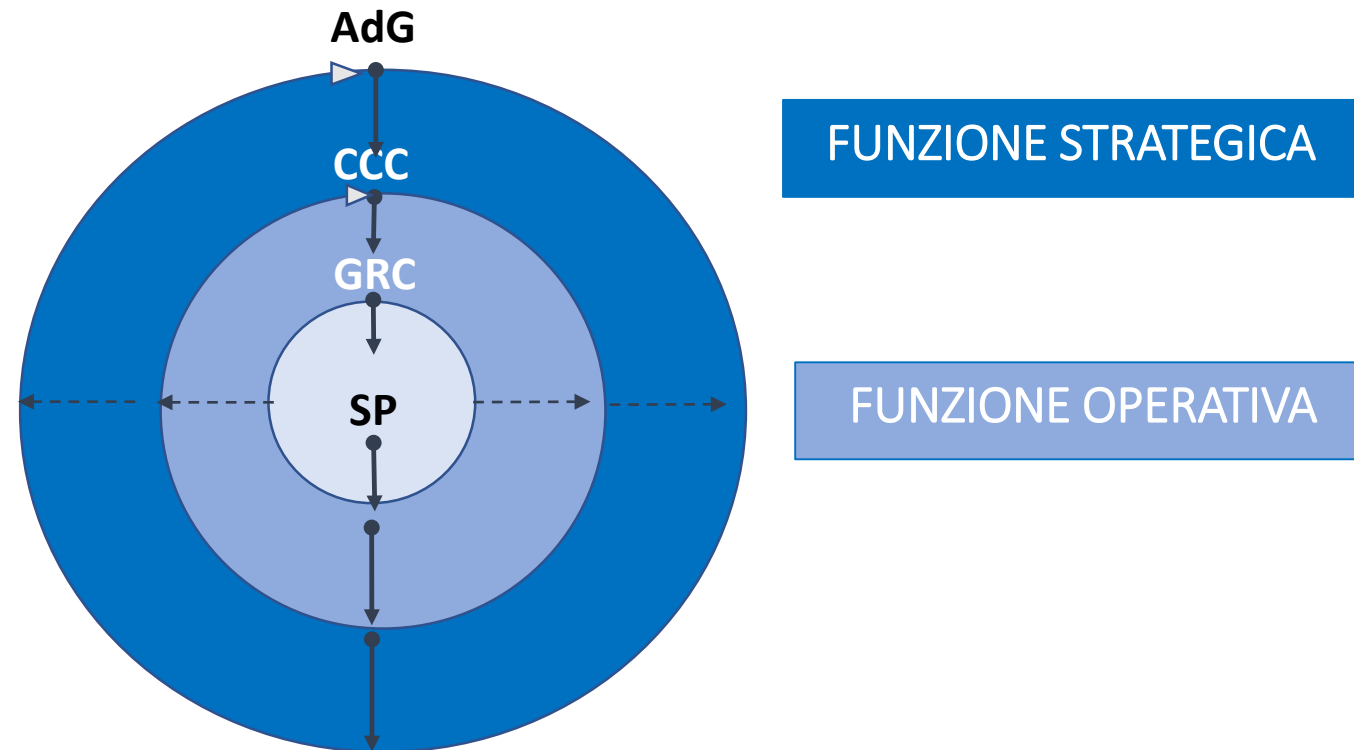 AdG
FUNZIONE STRATEGICA
CCC
GRC
SP
FUNZIONE OPERATIVA